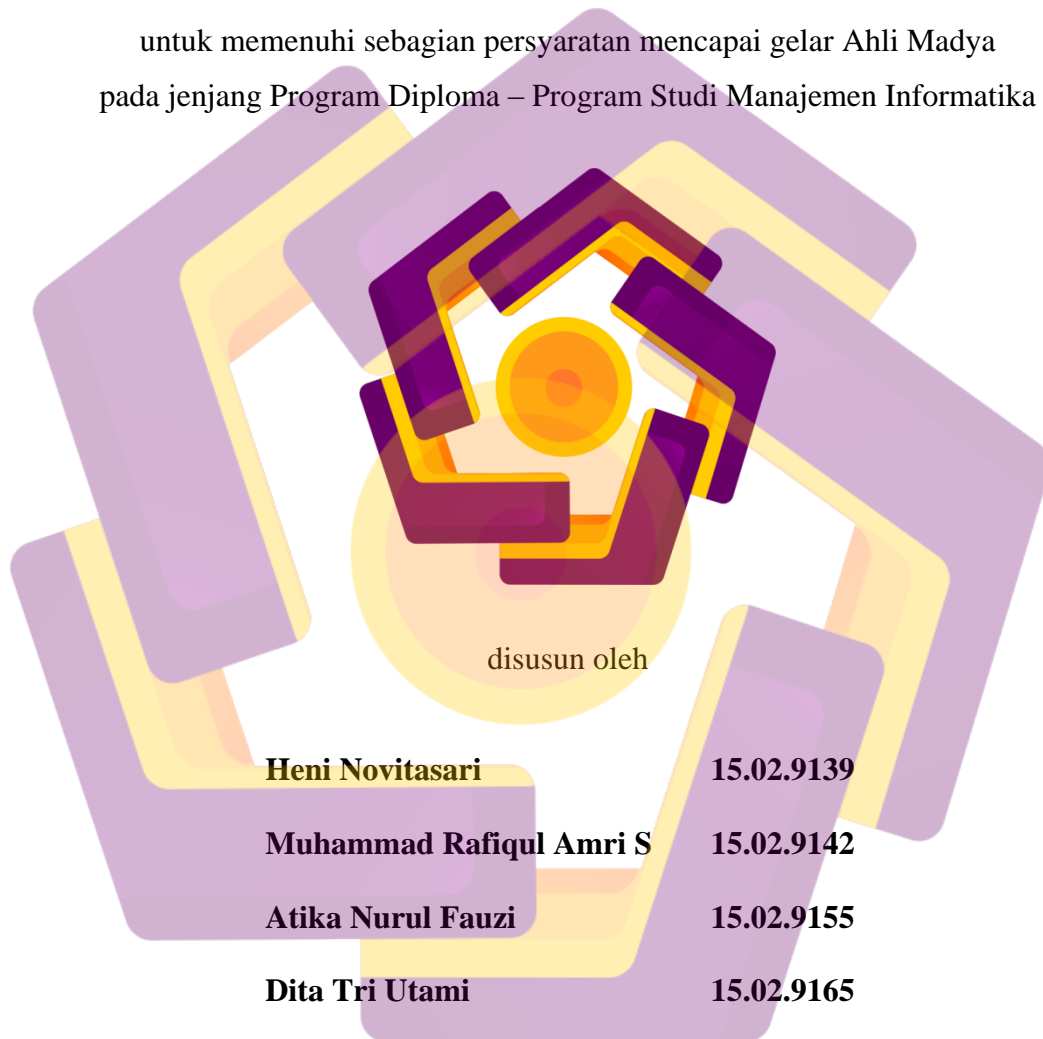 untuk memenuhi sebagian persyaratan mencapai gelar Ahli Madya
pada jenjang Program Diploma – Program Studi Manajemen Informatika
disusun oleh
Heni Novitasari 15.02.9139
Muhammad Rafiqul Amri S 15.02.9142
Atika Nurul Fauzi 15.02.9155
Dita Tri Utami 15.02.9165